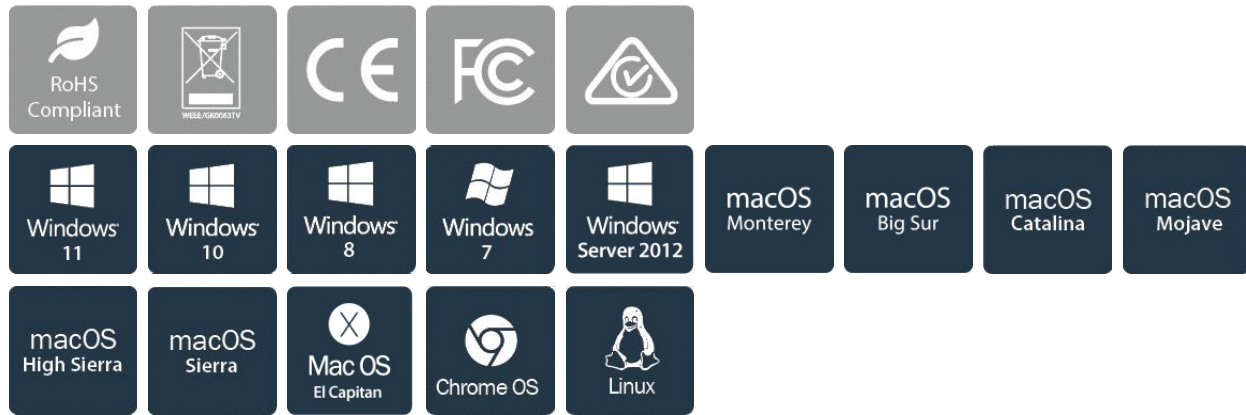 RoHS
Compliant
WEEE/GK0063TV
CE
FC
Windows
11
Windows
10
Windows
8
Windows
7
Windows
Server 2012
macOS
Monterey
macOS
Big Sur
macOS
Catalina
macOS
Mojave
macOS
High Sierra
macOS
Sierra
X
Mac OS
El Capitan
Chrome OS
Linux